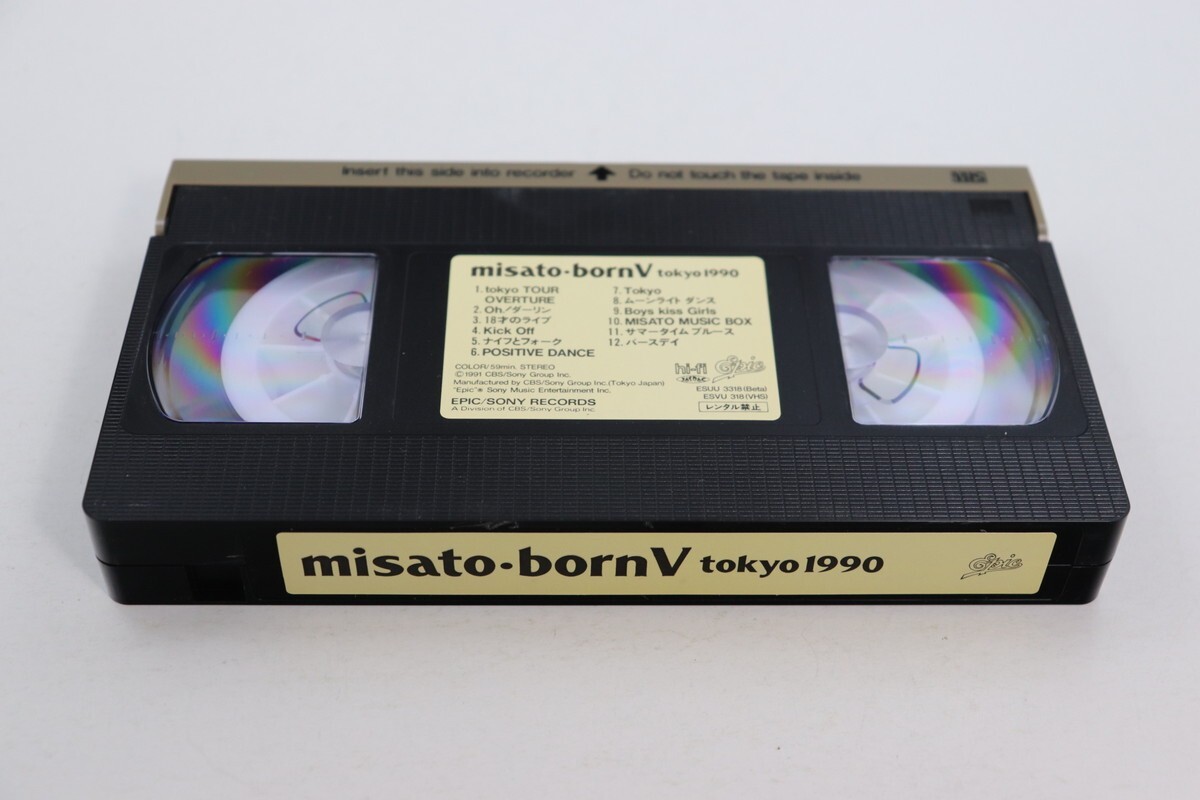 Insert this side into recorder ↑ Do not touch the tape inside VHS
misato•bornV tokyo1990
1. tokyo TOUR
OVERTURE
2. Oh!ダーリン
3. 18才のライブ
4. Kick Off
5. ナイフとフォーク
6. POSITIVE DANCE
7. Tokyo
8. ムーンライト ダンス
9. Boys kiss Girls
10. MISATO MUSIC BOX
11. サマータイム ブルース
12. バースデイ
COLOR/59min. STEREO
©1991 CBS/Sony Group Inc.
Manufactured by CBS/Sony Group Inc.(Tokyo Japan)
"Epic"* Sony Music Entertainment Inc.
EPIC/SONY RECORDS
A Division of CBS/Sony Group Inc
hi-fi Epic
ESUU 3318(Beta)
ESVU 318(VHS)
レンタル禁止
misato•bornV tokyo1990 Epic